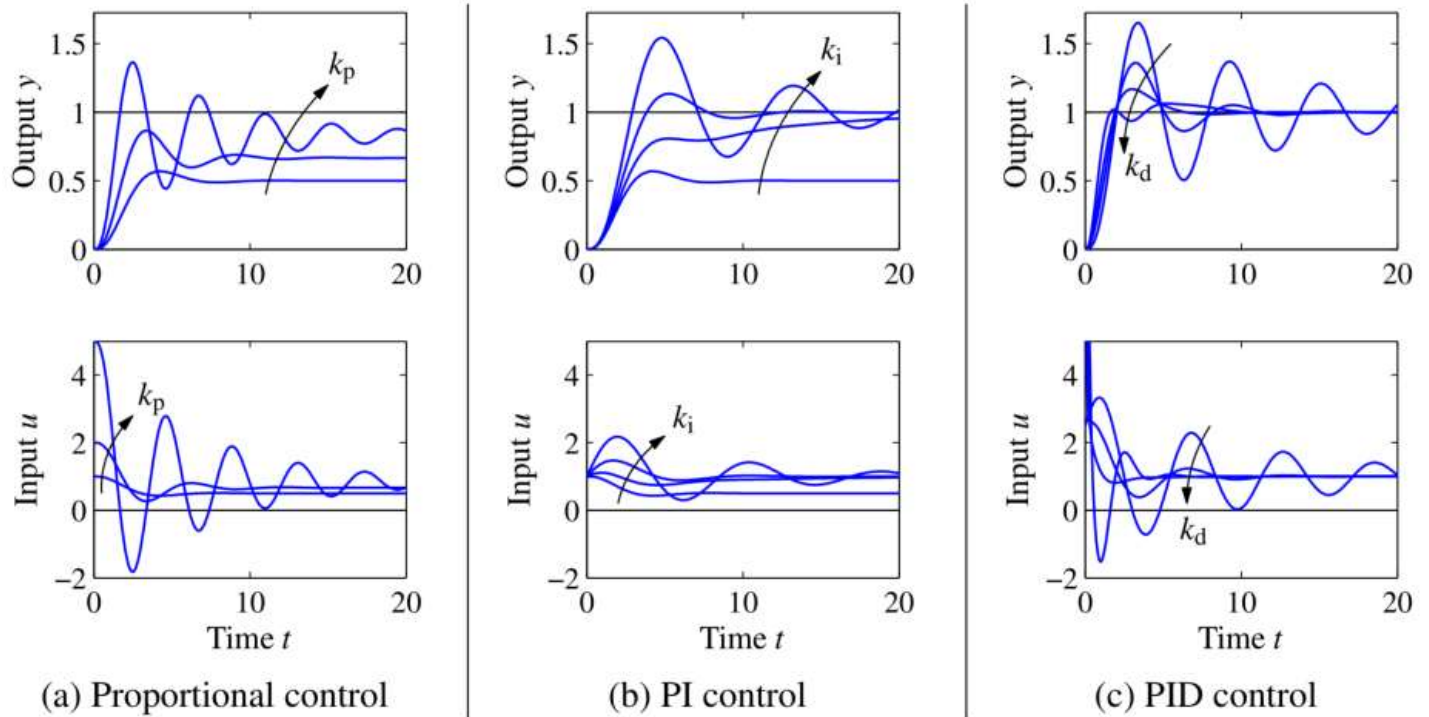 1.5
1
0.5
0
0
10
20
Output y
k_p
4
2
0
−2
0
10
20
Input u
k_p
Time t
(a) Proportional control
1.5
1
0.5
0
0
10
20
Output y
k_i
4
2
0
−2
0
10
20
Input u
k_i
Time t
(b) PI control
1.5
1
0.5
0
0
10
20
Output y
k_d
4
2
0
−2
0
10
20
Input u
k_d
Time t
(c) PID control